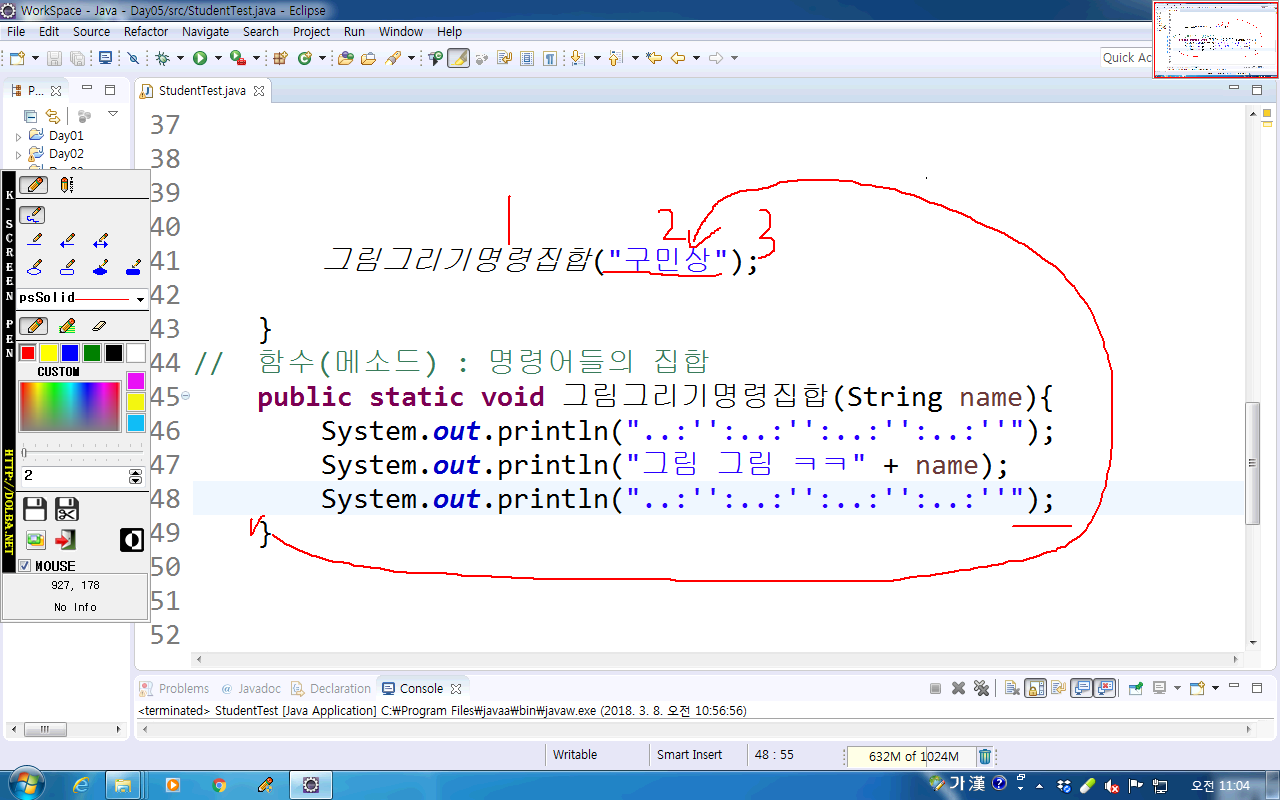 WorkSpace - Java - Day05/src/StudentTest.java - Eclipse
File Edit Source Refactor Navigate Search Project Run Window Help
Quick Ac
P...
StudentTest.java
Day01
Day02
K-SCREEN PEN
HTTP://DOLBA.NET
psSolid
CUSTOM
2
MOUSE
927, 178
No Info
37
38
39
40
1 2 3
41 그림그리기명령집합("구민상");
42
43 }
44 // 함수(메소드) : 명령어들의 집합
45 public static void 그림그리기명령집합(String name){
46 System.out.println("..:'':..:'':..:'':..:''");
47 System.out.println("그림 그림 ㅋㅋ" + name);
48 System.out.println("..:'':..:'':..:'':..:''");
49 }
50
51
52
Problems Javadoc Declaration Console
<terminated> StudentTest [Java Application] C:₩Program Files₩javaa₩bin₩javaw.exe (2018. 3. 8. 오전 10:56:56)
Writable Smart Insert 48 : 55 632M of 1024M
가 漢
오전 11:04